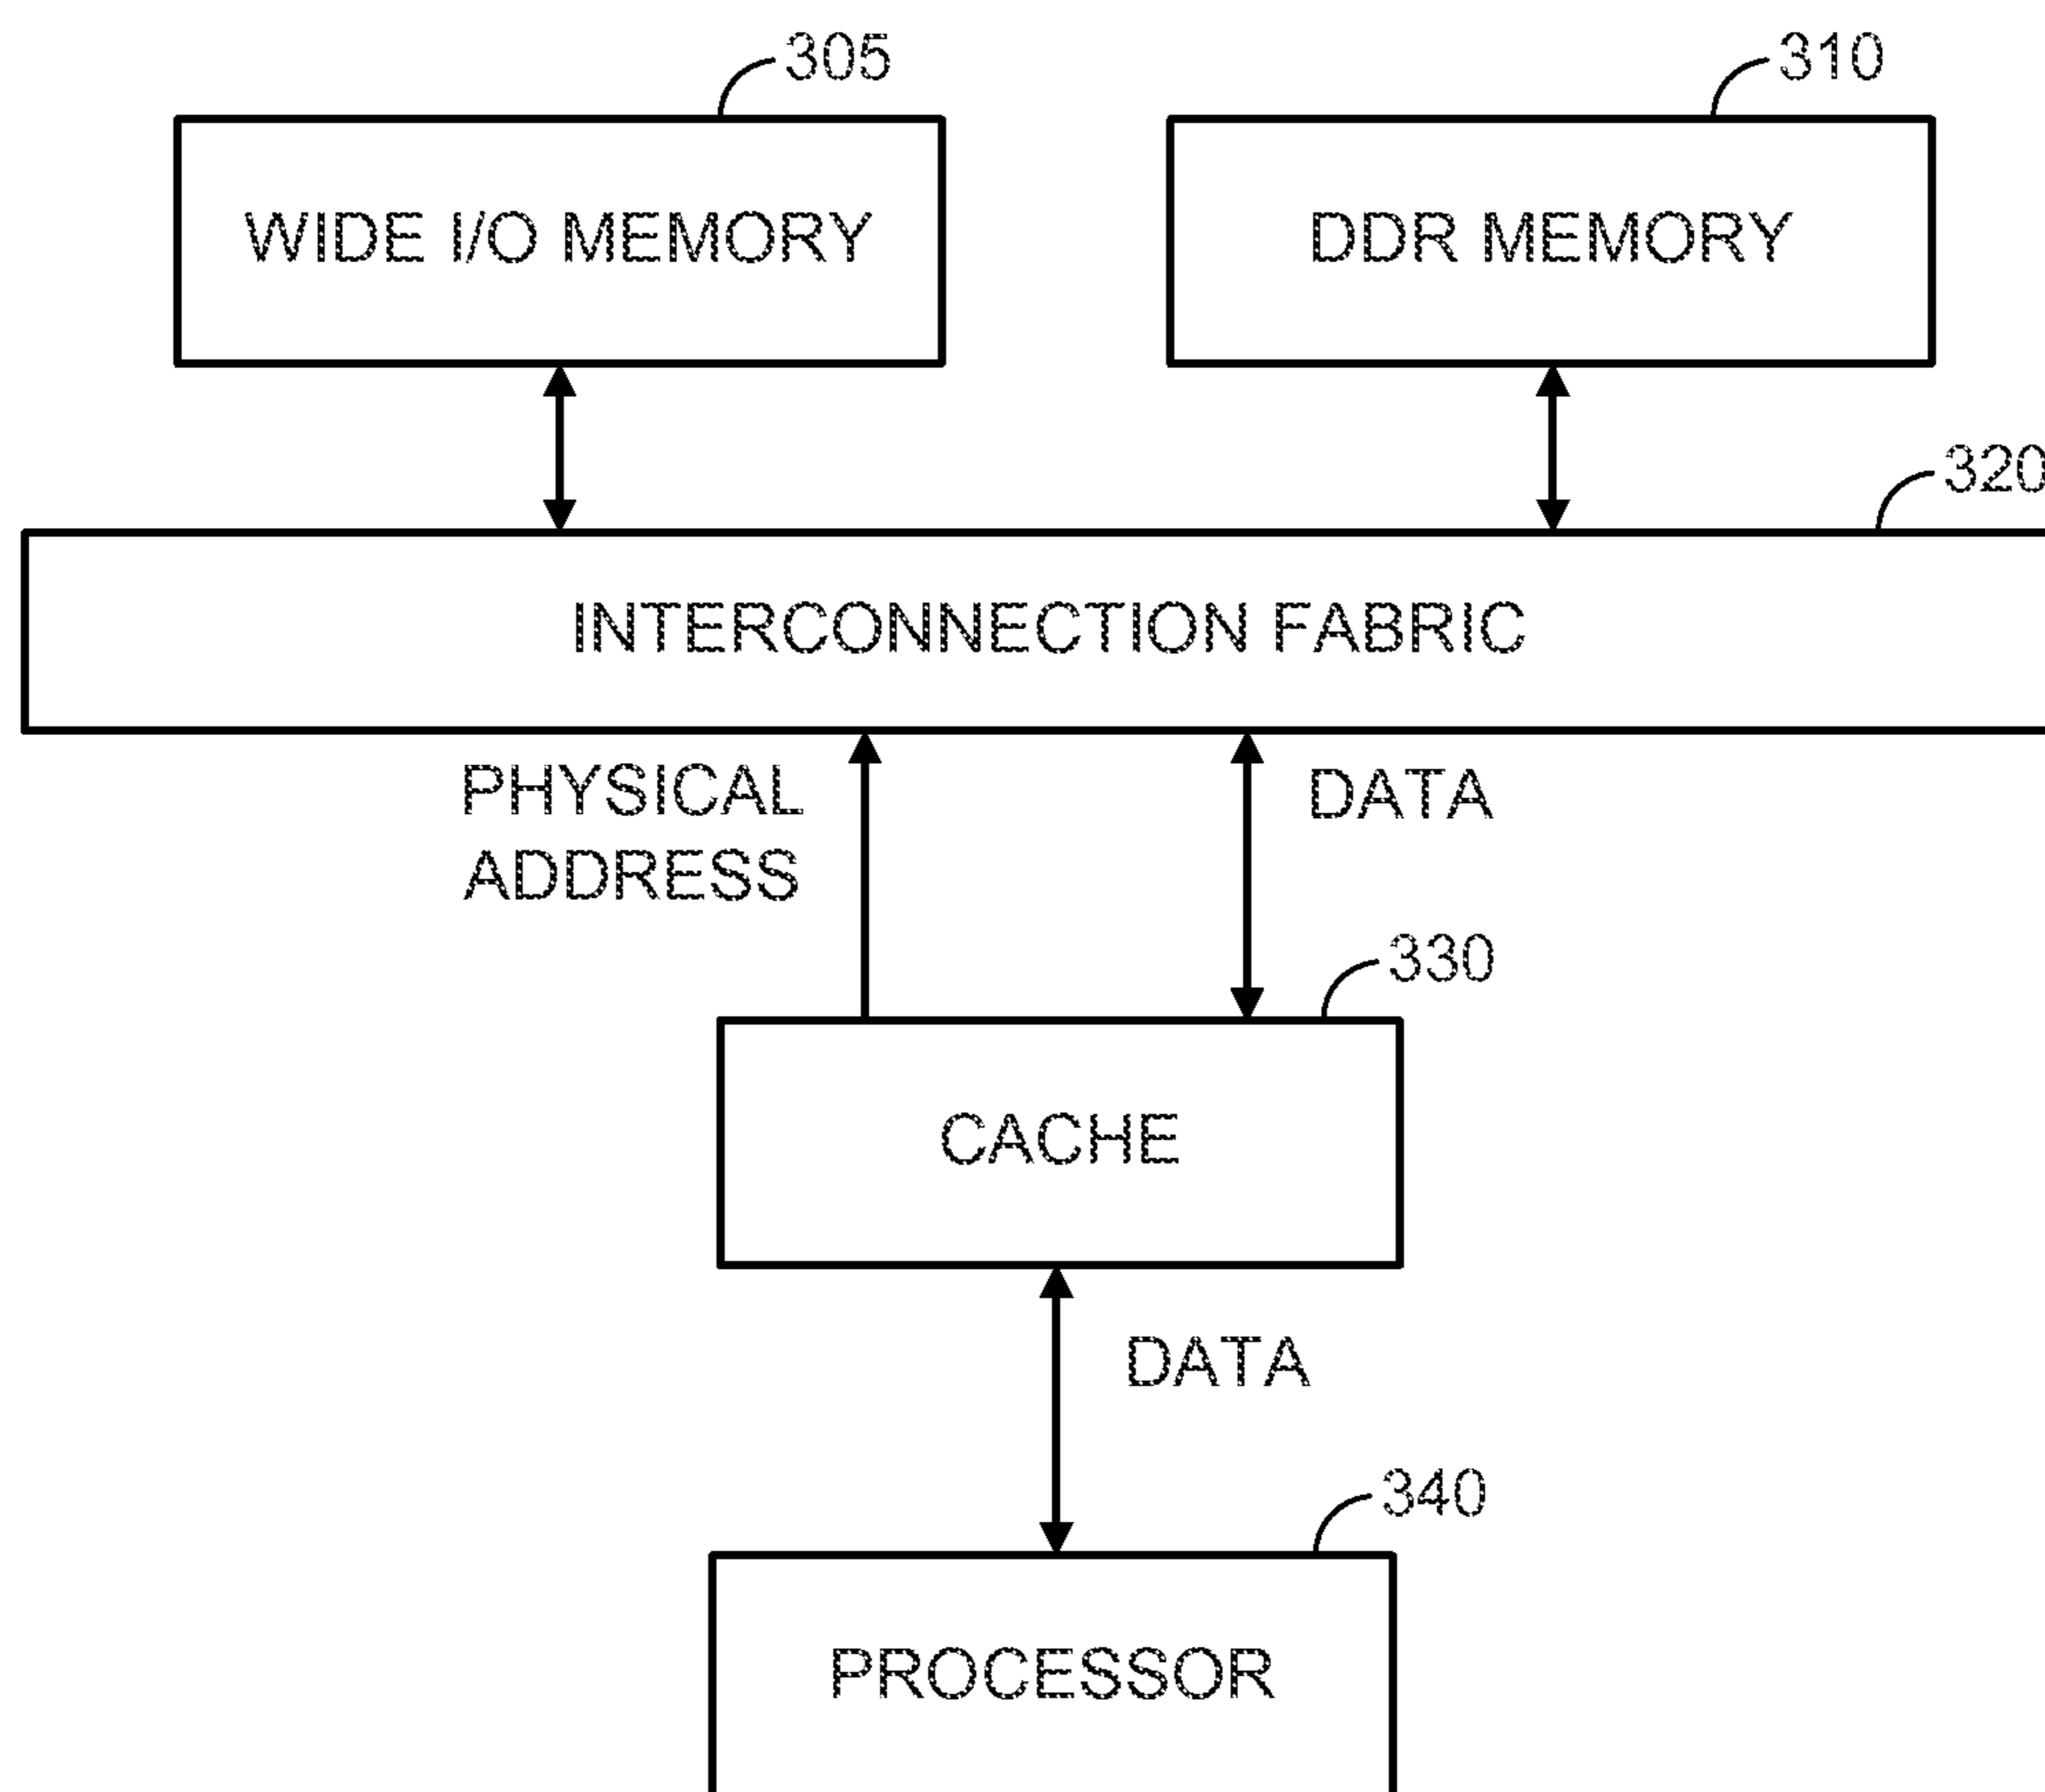 305
310
WIDE I/O MEMORY
DDR MEMORY
320
INTERCONNECTION FABRIC
PHYSICAL
ADDRESS
DATA
330
CACHE
DATA
340
PROCESSOR